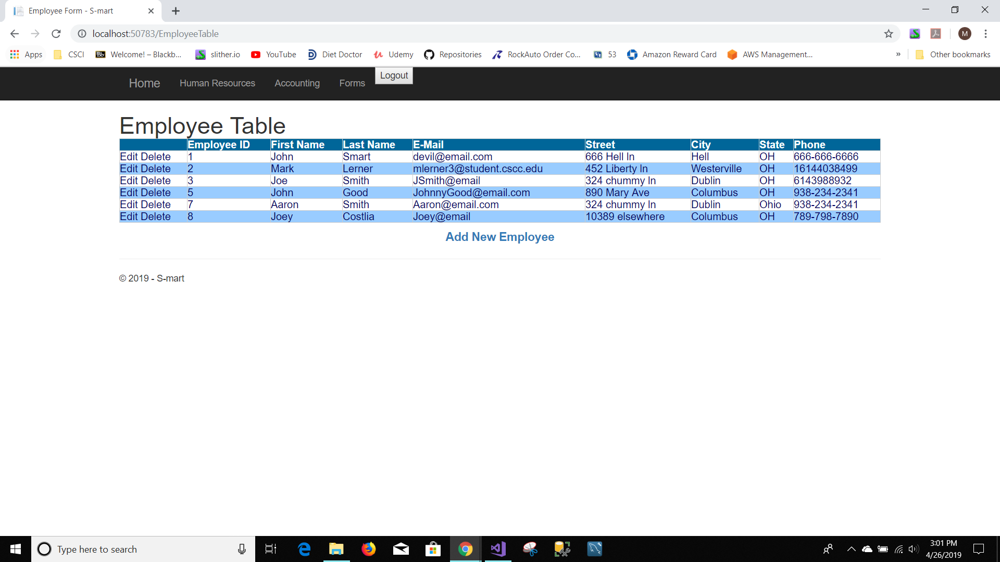 Employee Form - S-mart
localhost:50783/EmployeeTable
M
Apps CSCI Bb Welcome! – Blackb... slither.io YouTube Diet Doctor Udemy Repositories RockAuto Order Co... 53 Amazon Reward Card AWS Management... » Other bookmarks
Home Human Resources Accounting Forms Logout
Employee Table
Employee ID First Name Last Name E-Mail Street City State Phone
Edit Delete 1 John Smart devil@email.com 666 Hell ln Hell OH 666-666-6666
Edit Delete 2 Mark Lerner mlerner3@student.cscc.edu 452 Liberty ln Westerville OH 16144038499
Edit Delete 3 Joe Smith JSmith@email 324 chummy ln Dublin OH 6143988932
Edit Delete 5 John Good JohnnyGood@email.com 890 Mary Ave Columbus OH 938-234-2341
Edit Delete 7 Aaron Smith Aaron@email.com 324 chummy ln Dublin Ohio 938-234-2341
Edit Delete 8 Joey Costlia Joey@email 10389 elsewhere Columbus OH 789-798-7890
Add New Employee
© 2019 - S-mart
Type here to search
3:01 PM
4/26/2019